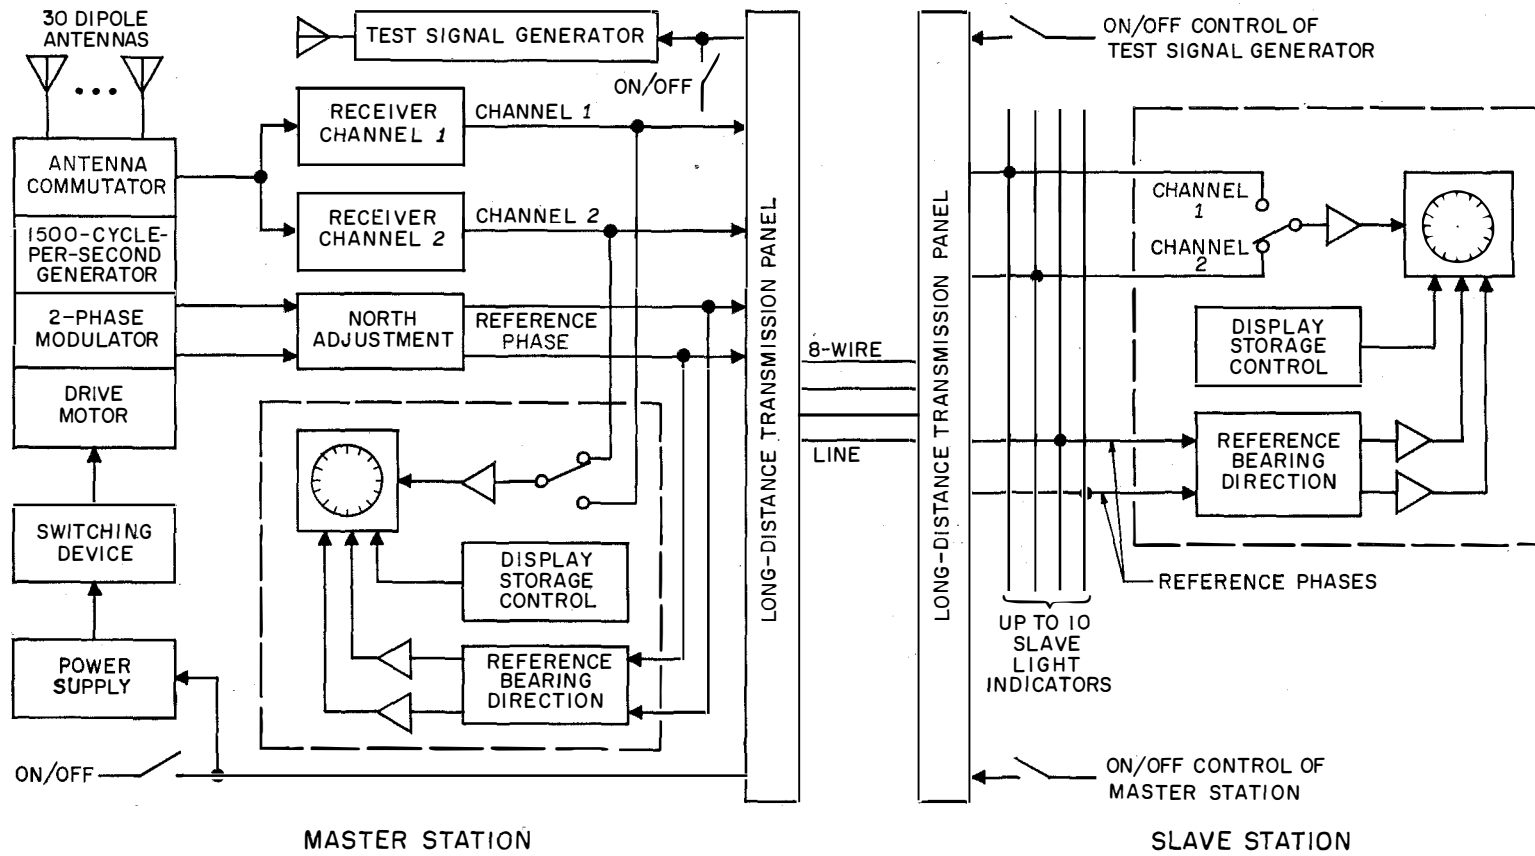 30 DIPOLE
ANTENNAS
TEST SIGNAL GENERATOR
ON/OFF
ANTENNA
COMMUTATOR
1500-CYCLE-
PER-SECOND
GENERATOR
2-PHASE
MODULATOR
DRIVE
MOTOR
SWITCHING
DEVICE
POWER
SUPPLY
ON/OFF
RECEIVER
CHANNEL 1
CHANNEL 1
RECEIVER
CHANNEL 2
CHANNEL 2
NORTH
ADJUSTMENT
REFERENCE
PHASE
DISPLAY
STORAGE
CONTROL
REFERENCE
BEARING
DIRECTION
LONG-DISTANCE TRANSMISSION PANEL
8-WIRE
LINE
LONG-DISTANCE TRANSMISSION PANEL
ON/OFF CONTROL OF
TEST SIGNAL GENERATOR
CHANNEL
1
CHANNEL
2
DISPLAY
STORAGE
CONTROL
REFERENCE
BEARING
DIRECTION
REFERENCE PHASES
UP TO 10
SLAVE
LIGHT
INDICATORS
ON/OFF CONTROL OF
MASTER STATION
MASTER STATION
SLAVE STATION